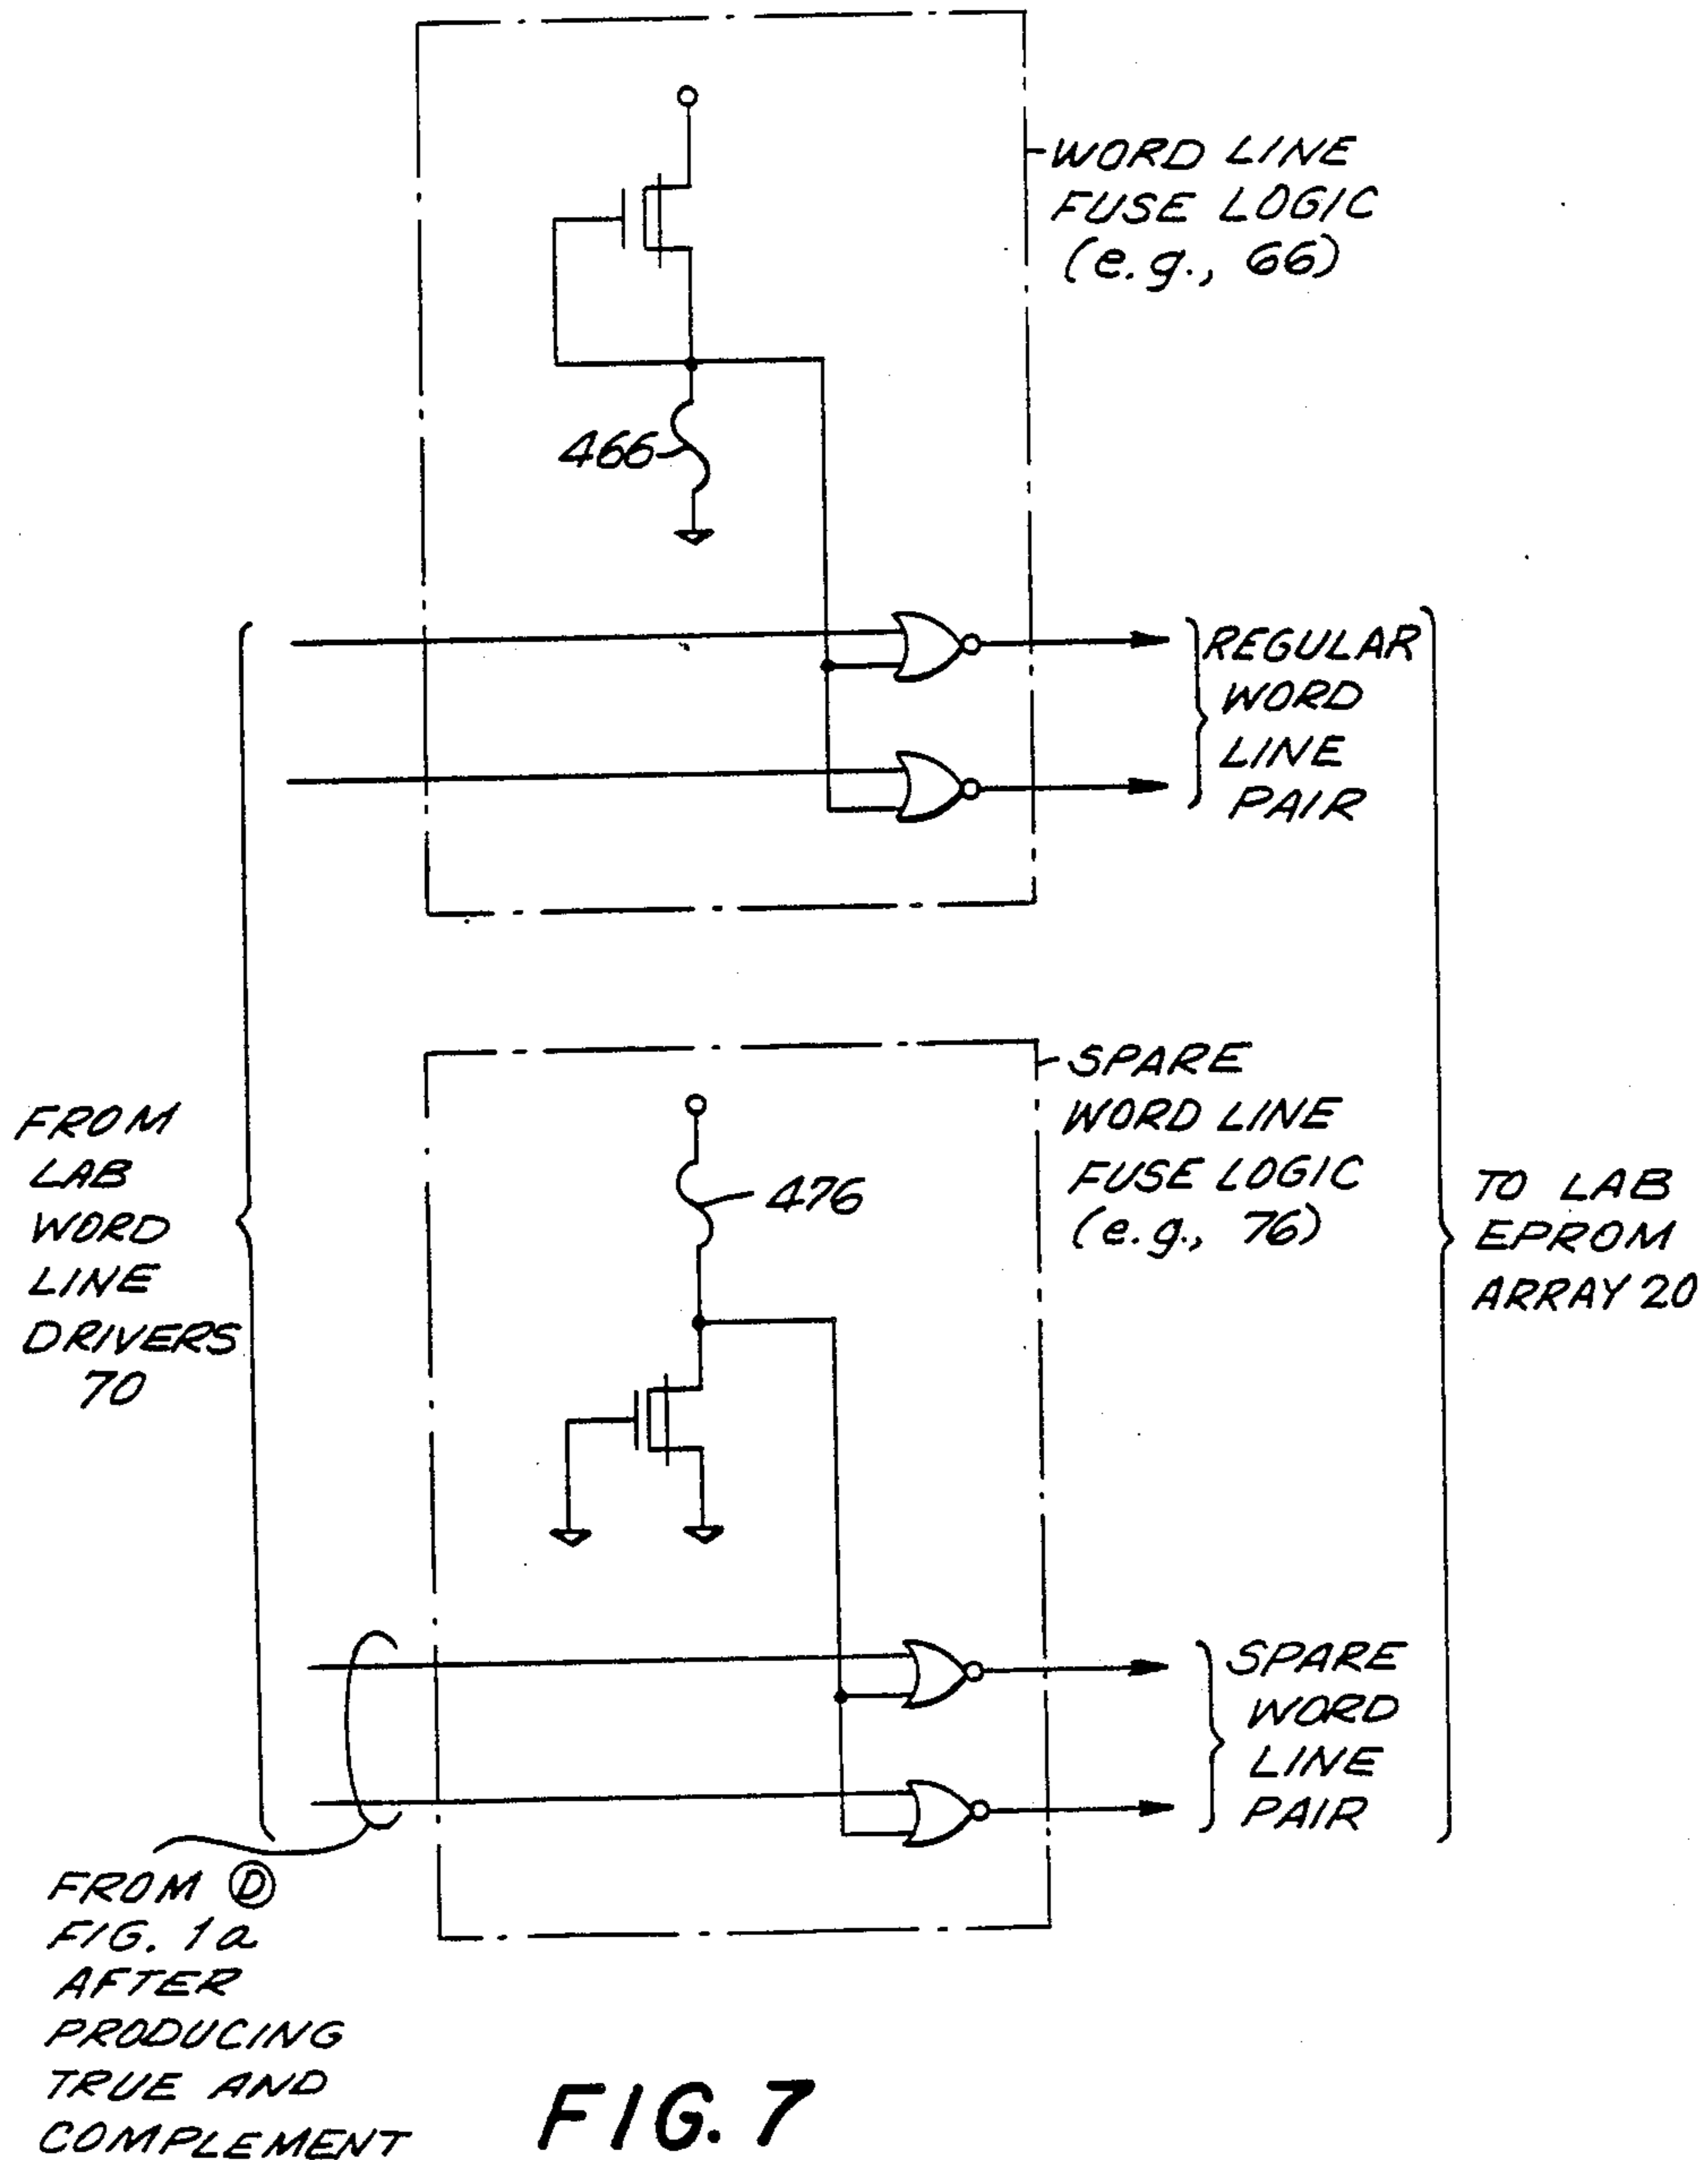 WORD LINE
FUSE LOGIC
(e.g., 66)
466
REGULAR
WORD
LINE
PAIR
FROM
LAB
WORD
LINE
DRIVERS
70
SPARE
WORD LINE
FUSE LOGIC
(e.g., 76)
476
TO LAB
EPROM
ARRAY 20
SPARE
WORD
LINE
PAIR
FROM Ⓓ
FIG. 1a
AFTER
PRODUCING
TRUE AND
COMPLEMENT
FIG. 7